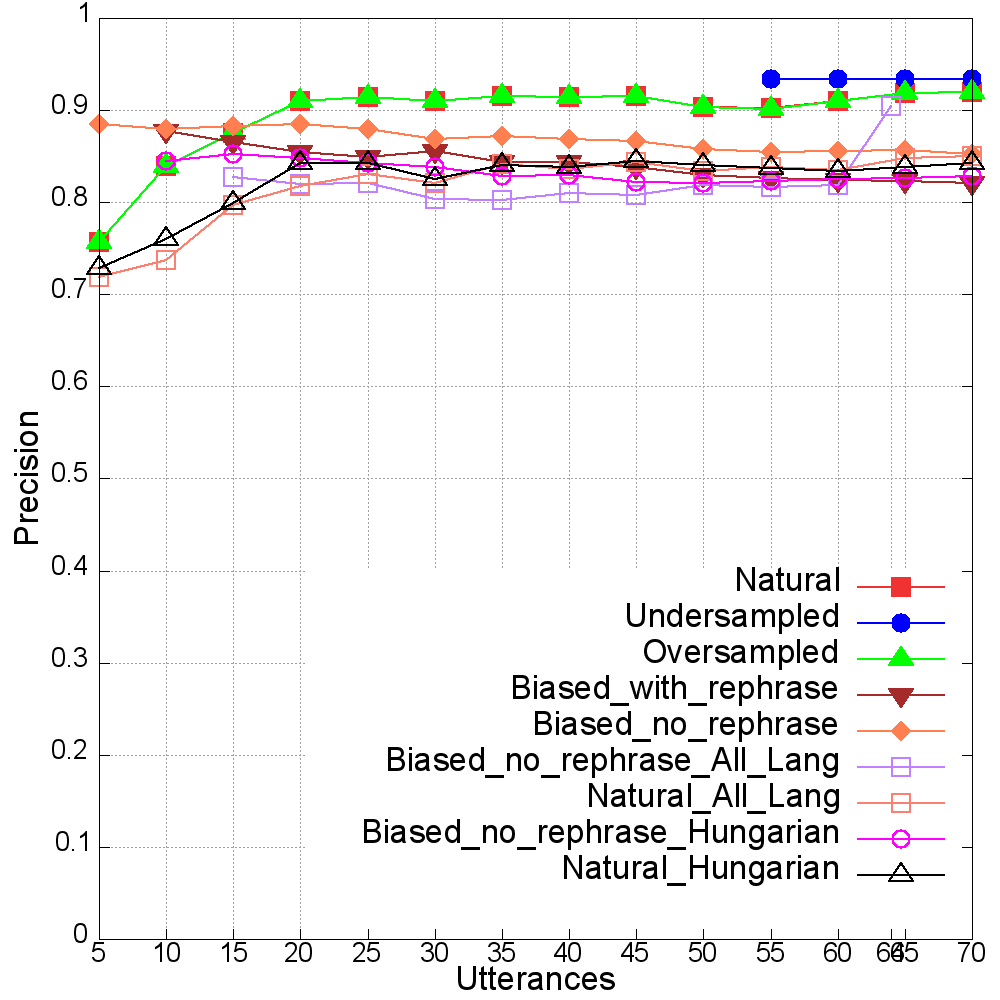 1
0.9
0.8
0.7
0.6
0.5
0.4
0.3
0.2
0.1
0
Precision
Natural
Undersampled
Oversampled
Biased_with_rephrase
Biased_no_rephrase
Biased_no_rephrase_All_Lang
Natural_All_Lang
Biased_no_rephrase_Hungarian
Natural_Hungarian
5 10 15 20 25 30 35 40 45 50 55 60 64 65 70
Utterances